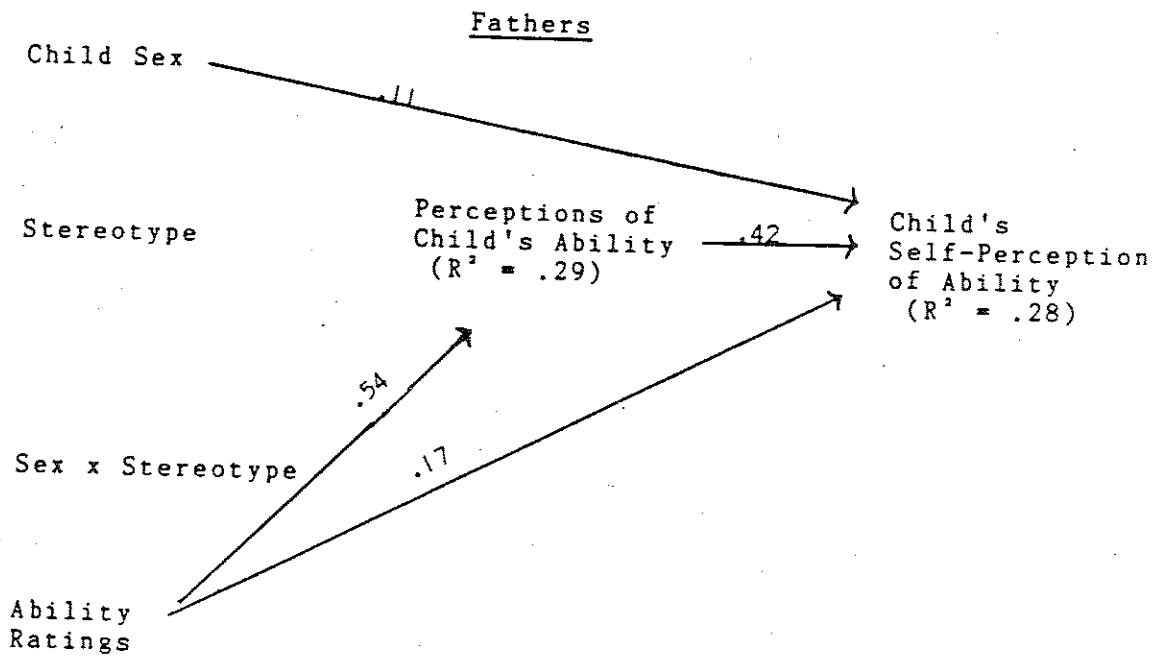 Fathers
Child Sex
.11
Stereotype
Perceptions of
Child's Ability
(R² = .29)
.42
Child's
Self-Perception
of Ability
(R² = .28)
.54
.17
Sex x Stereotype
Ability
Ratings